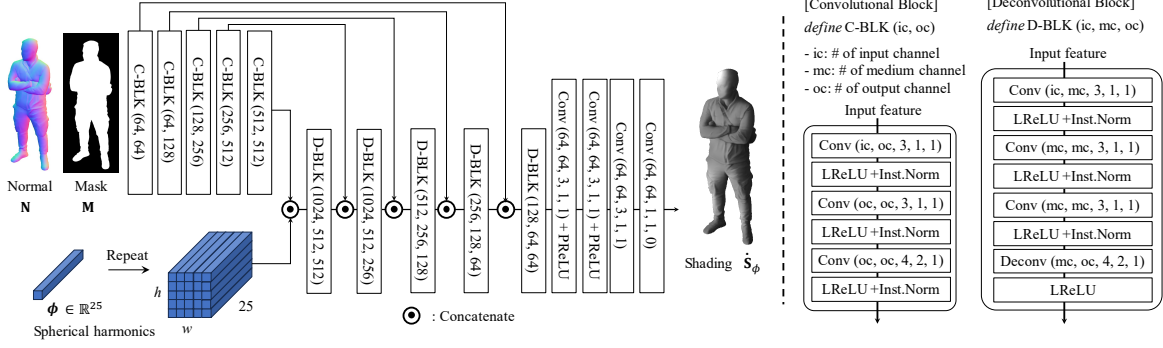 C-BLK (64, 64)
C-BLK (64, 128)
C-BLK (128, 256)
C-BLK (256, 512)
C-BLK (512, 512)
Normal
N
Mask
M
Repeat
ϕ ∈ ℝ²⁵
Spherical harmonics
h
w
25
D-BLK (1024, 512, 512)
D-BLK (1024, 512, 256)
D-BLK (512, 256, 128)
D-BLK (256, 128, 64)
D-BLK (128, 64, 64)
Conv (64, 64, 3, 1, 1) + PReLU
Conv (64, 64, 3, 1, 1) + PReLU
Conv (64, 64, 3, 1, 1)
Conv (64, 64, 1, 1, 0)
: Concatenate
Shading Ṡ_ϕ
[Convolutional Block]
define C-BLK (ic, oc)
- ic: # of input channel
- mc: # of medium channel
- oc: # of output channel
Input feature
Conv (ic, oc, 3, 1, 1)
LReLU +Inst.Norm
Conv (oc, oc, 3, 1, 1)
LReLU +Inst.Norm
Conv (oc, oc, 4, 2, 1)
LReLU +Inst.Norm
[Deconvolutional Block]
define D-BLK (ic, mc, oc)
Input feature
Conv (ic, mc, 3, 1, 1)
LReLU +Inst.Norm
Conv (mc, mc, 3, 1, 1)
LReLU +Inst.Norm
Conv (mc, mc, 3, 1, 1)
LReLU +Inst.Norm
Deconv (mc, oc, 4, 2, 1)
LReLU